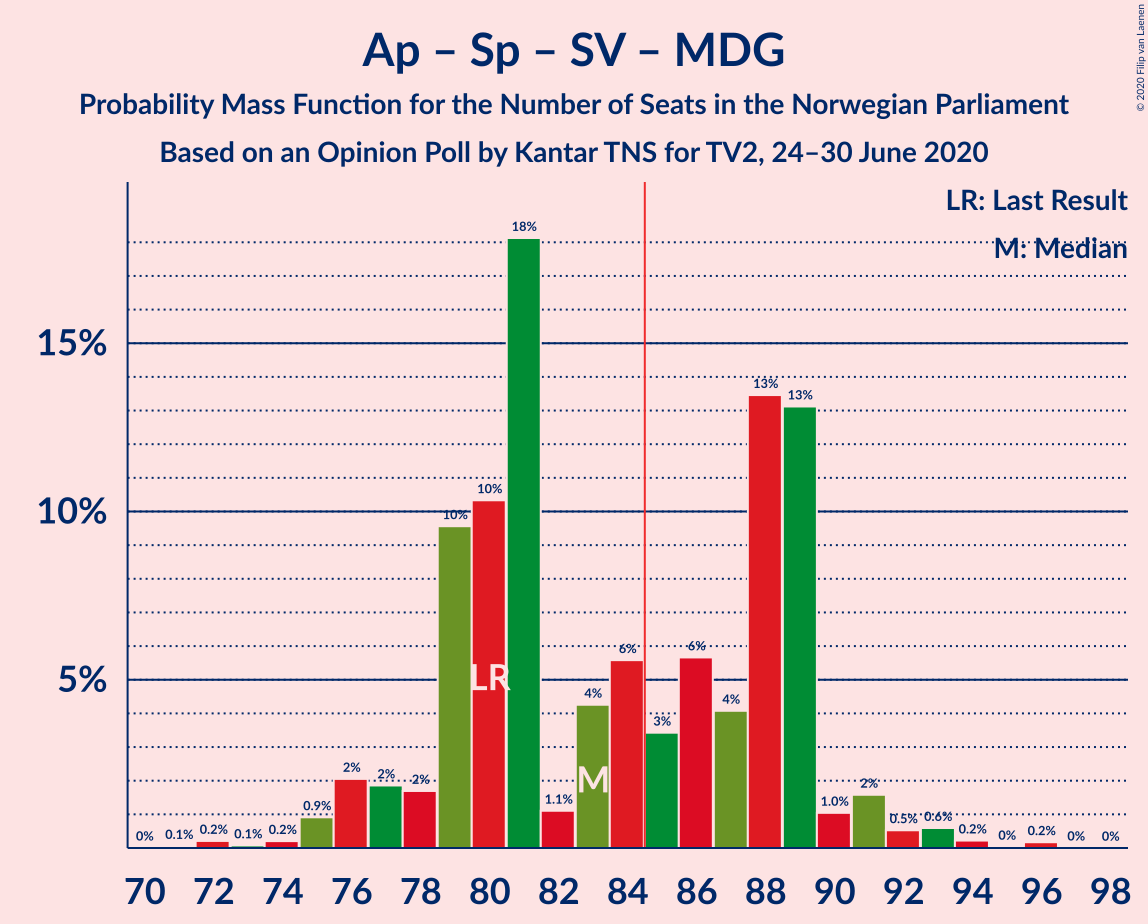 Ap – Sp – SV – MDG
Probability Mass Function for the Number of Seats in the Norwegian Parliament
Based on an Opinion Poll by Kantar TNS for TV2, 24–30 June 2020
© 2020 Filip van Laenen
LR: Last Result
M: Median
15%
10%
5%
0% 0.1% 0.2% 0.1% 0.2% 0.9% 2% 2% 2% 10% 10% 18% 1.1% 4% 6% 3% 6% 4% 13% 13% 1.0% 2% 0.5% 0.6% 0.2% 0% 0.2% 0% 0%
LR
M
70 72 74 76 78 80 82 84 86 88 90 92 94 96 98